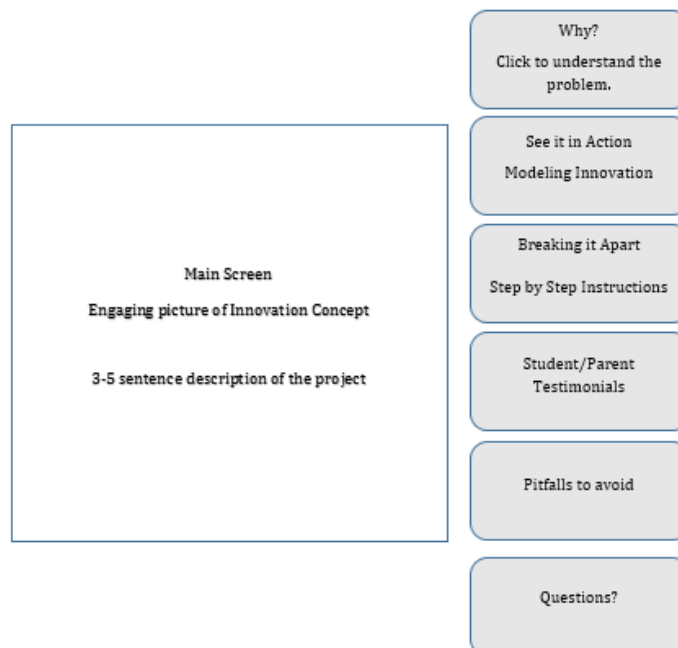 Main Screen
Engaging picture of Innovation Concept
3-5 sentence description of the project
Why?
Click to understand the
problem.
See it in Action
Modeling Innovation
Breaking it Apart
Step by Step Instructions
Student/Parent
Testimonials
Pitfalls to avoid
Questions?